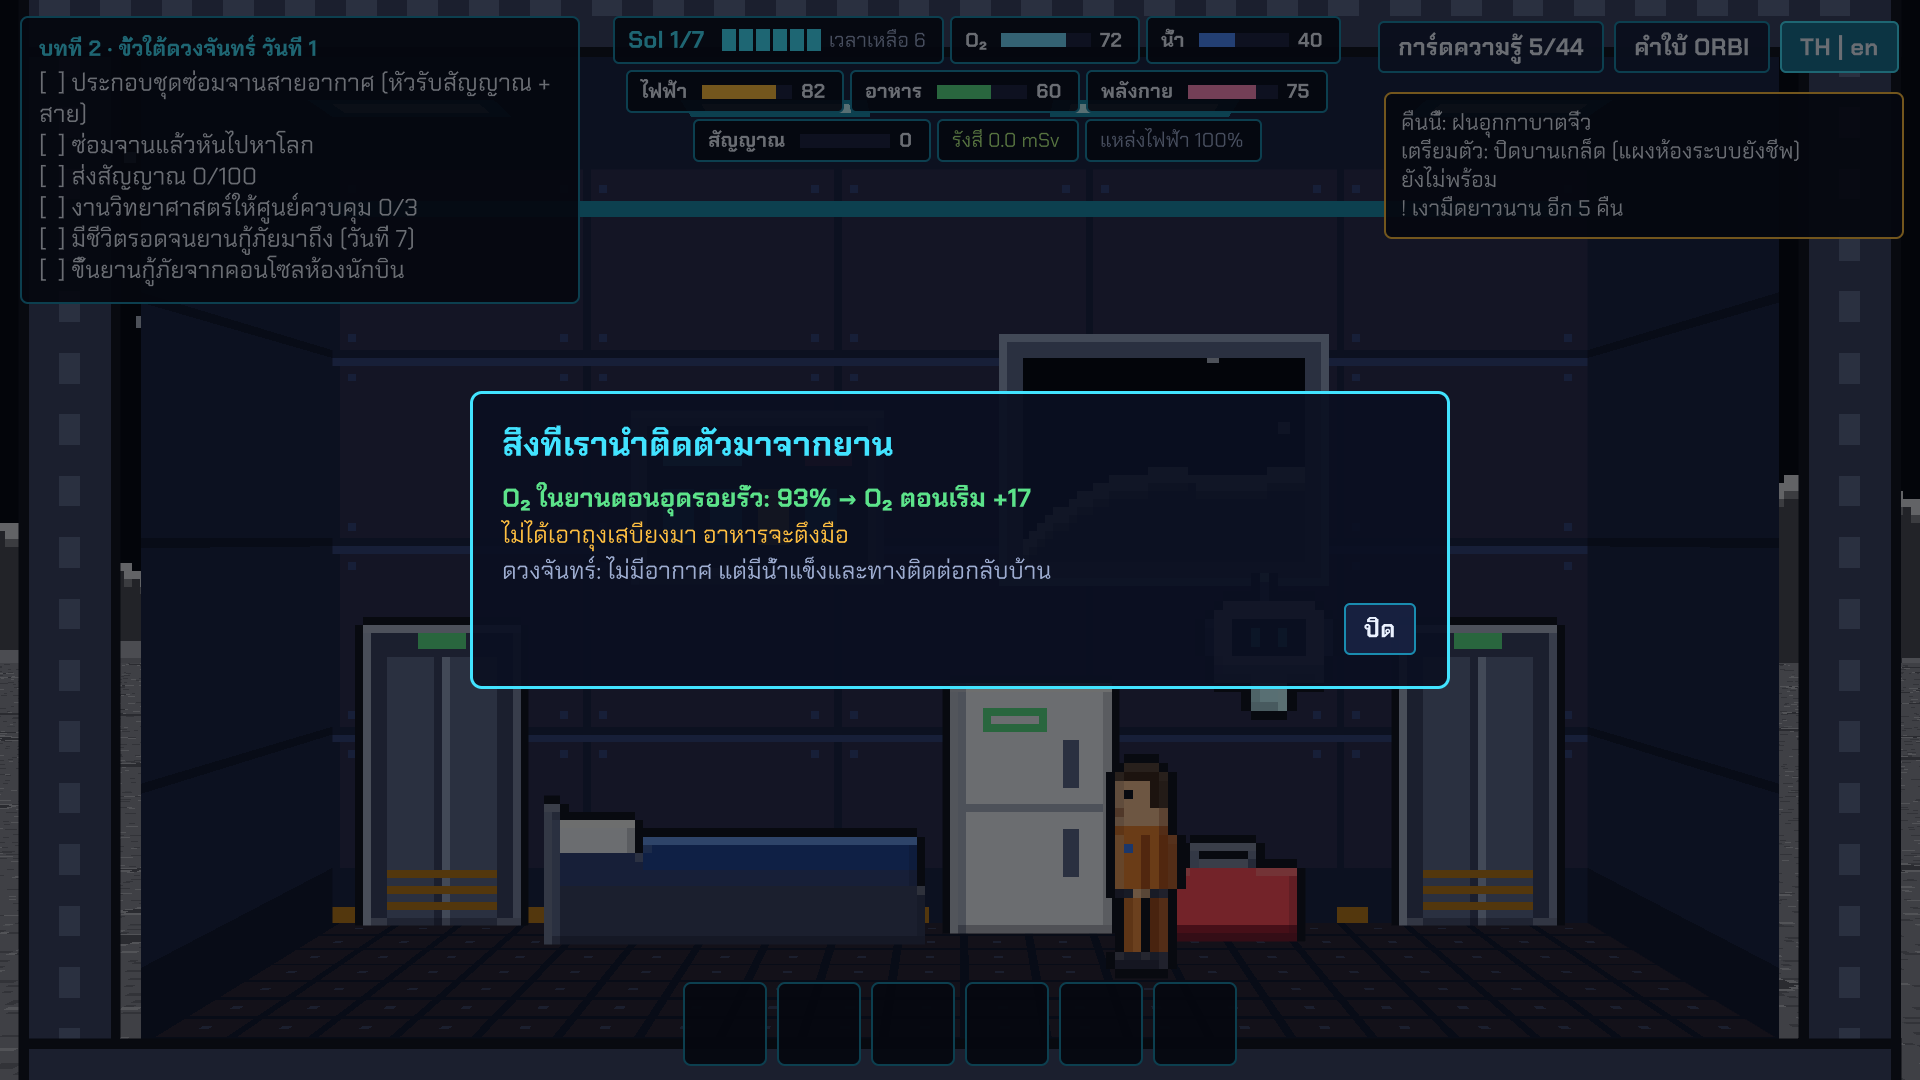 บทที่ 2 · ขั้วใต้ดวงจันทร์ วันที่ 1
[ ] ประกอบชุดซ่อมจานสายอากาศ (หัวรับสัญญาณ +
สาย)
[ ] ซ่อมจานแล้วหันไปหาโลก
[ ] ส่งสัญญาณ 0/100
[ ] งานวิทยาศาสตร์ให้ศูนย์ควบคุม 0/3
[ ] มีชีวิตรอดจนยานกู้ภัยมาถึง (วันที่ 7)
[ ] ขึ้นยานกู้ภัยจากคอนโซลห้องนักบิน
Sol 1/7 เวลาเหลือ 6
O₂ 72
น้ำ 40
ไฟฟ้า 82
อาหาร 60
พลังกาย 75
สัญญาณ 0
รังสี 0.0 mSv
แหล่งไฟฟ้า 100%
การ์ดความรู้ 5/44
คำใบ้ ORBI
TH | en
คืนนี้: ฝนอุกกาบาตจิ๋ว
เตรียมตัว: ปิดบานเกล็ด (แผงห้องระบบยังชีพ)
ยังไม่พร้อม
! เงามืดยาวนาน อีก 5 คืน
สิ่งที่เรานำติดตัวมาจากยาน
O₂ ในยานตอนอุดรอยรั่ว: 93% → O₂ ตอนเริ่ม +17
ไม่ได้เอาถุงเสบียงมา อาหารจะตึงมือ
ดวงจันทร์: ไม่มีอากาศ แต่มีน้ำแข็งและทางติดต่อกลับบ้าน
ปิด